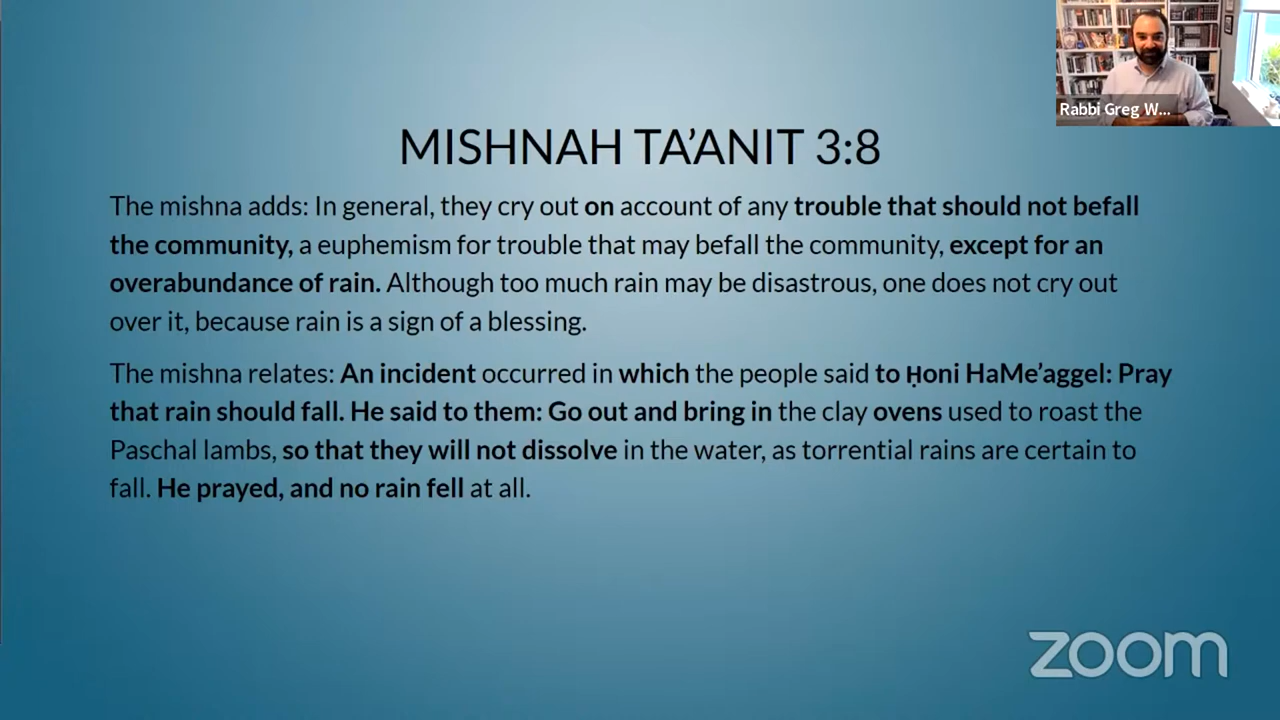 Rabbi Greg W...
MISHNAH TA’ANIT 3:8
The mishna adds: In general, they cry out on account of any trouble that should not befall
the community, a euphemism for trouble that may befall the community, except for an
overabundance of rain. Although too much rain may be disastrous, one does not cry out
over it, because rain is a sign of a blessing.
The mishna relates: An incident occurred in which the people said to Ḥoni HaMe’aggel: Pray
that rain should fall. He said to them: Go out and bring in the clay ovens used to roast the
Paschal lambs, so that they will not dissolve in the water, as torrential rains are certain to
fall. He prayed, and no rain fell at all.
zoom